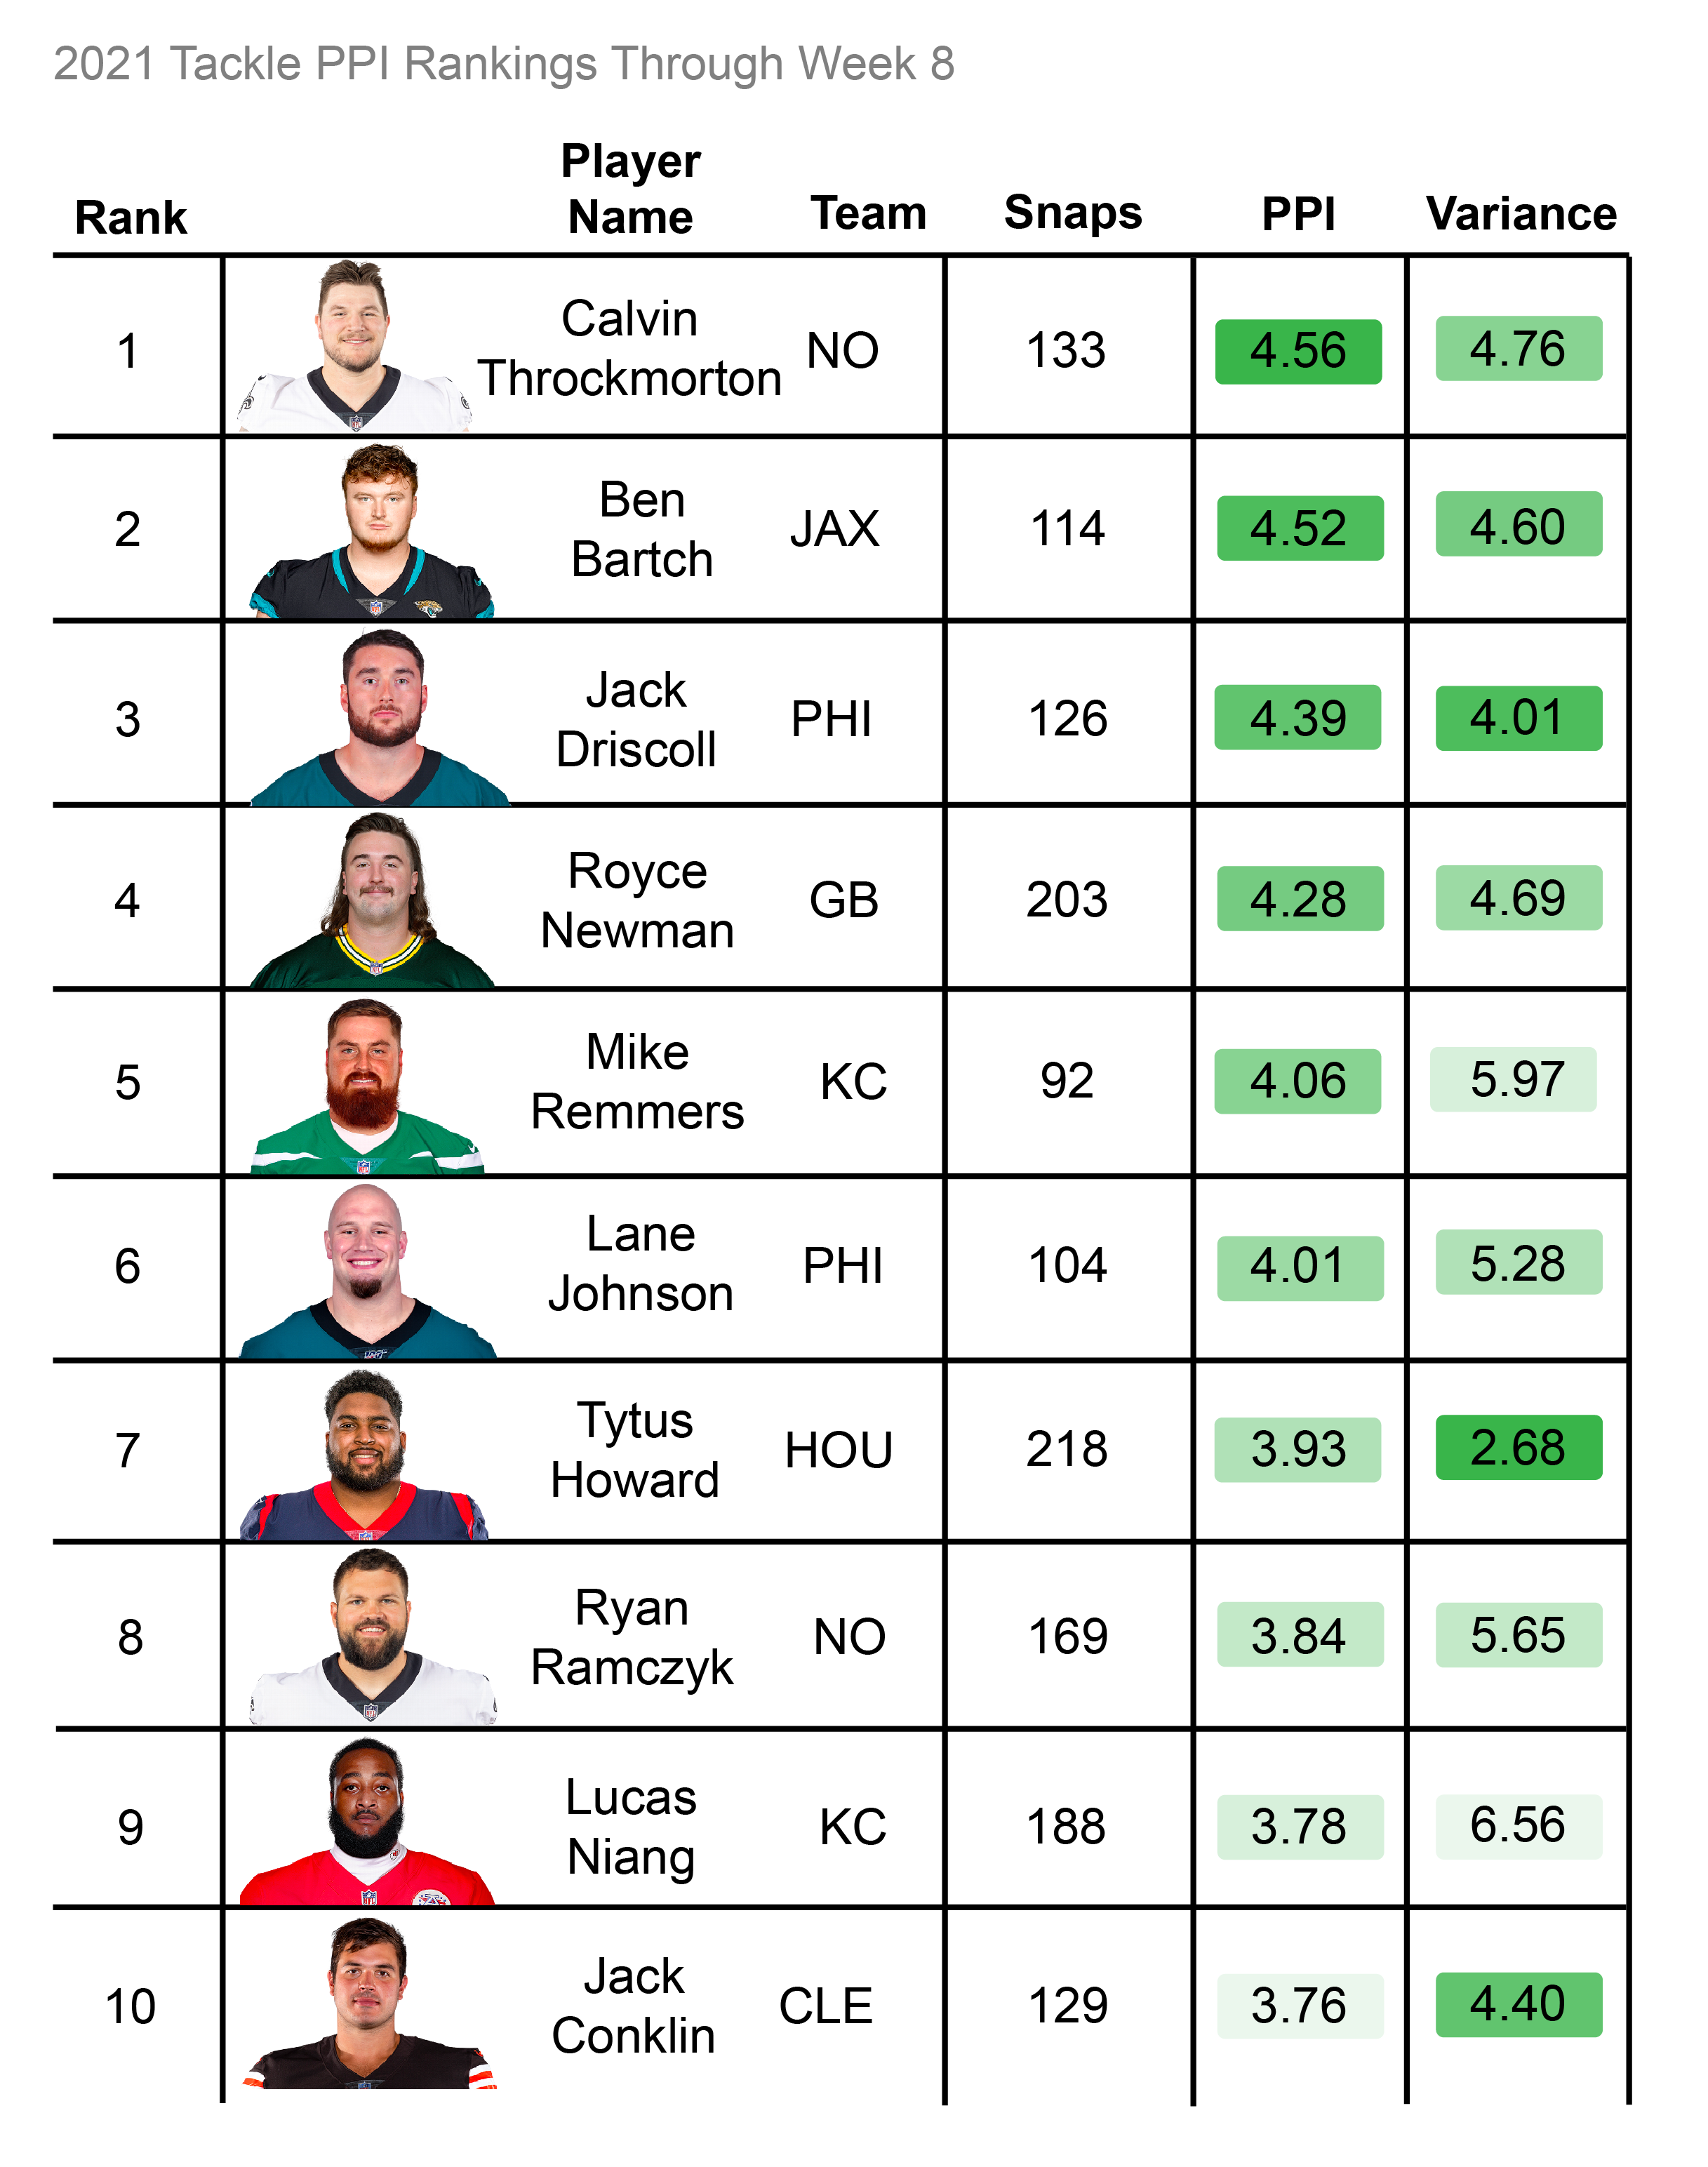 2021 Tackle PPI Rankings Through Week 8
Rank Player Name Team Snaps PPI Variance
1 Calvin Throckmorton NO 133 4.56 4.76
2 Ben Bartch JAX 114 4.52 4.60
3 Jack Driscoll PHI 126 4.39 4.01
4 Royce Newman GB 203 4.28 4.69
5 Mike Remmers KC 92 4.06 5.97
6 Lane Johnson PHI 104 4.01 5.28
7 Tytus Howard HOU 218 3.93 2.68
8 Ryan Ramczyk NO 169 3.84 5.65
9 Lucas Niang KC 188 3.78 6.56
10 Jack Conklin CLE 129 3.76 4.40